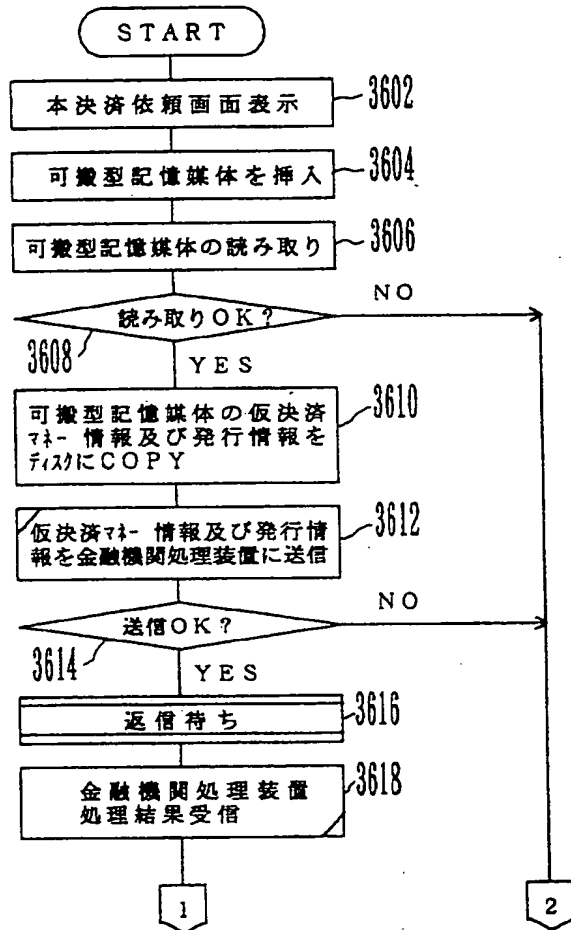 START
本決済依頼画面表示
3602
可搬型記憶媒体を挿入
3604
可搬型記憶媒体の読み取り
3606
読み取りOK?
NO
3608
YES
可搬型記憶媒体の仮決済
マネー情報及び発行情報を
ディスクにCOPY
3610
仮決済マネー情報及び発行情
報を金融機関処理装置に送信
3612
送信OK?
NO
3614
YES
返信待ち
3616
金融機関処理装置
処理結果受信
3618
1
2